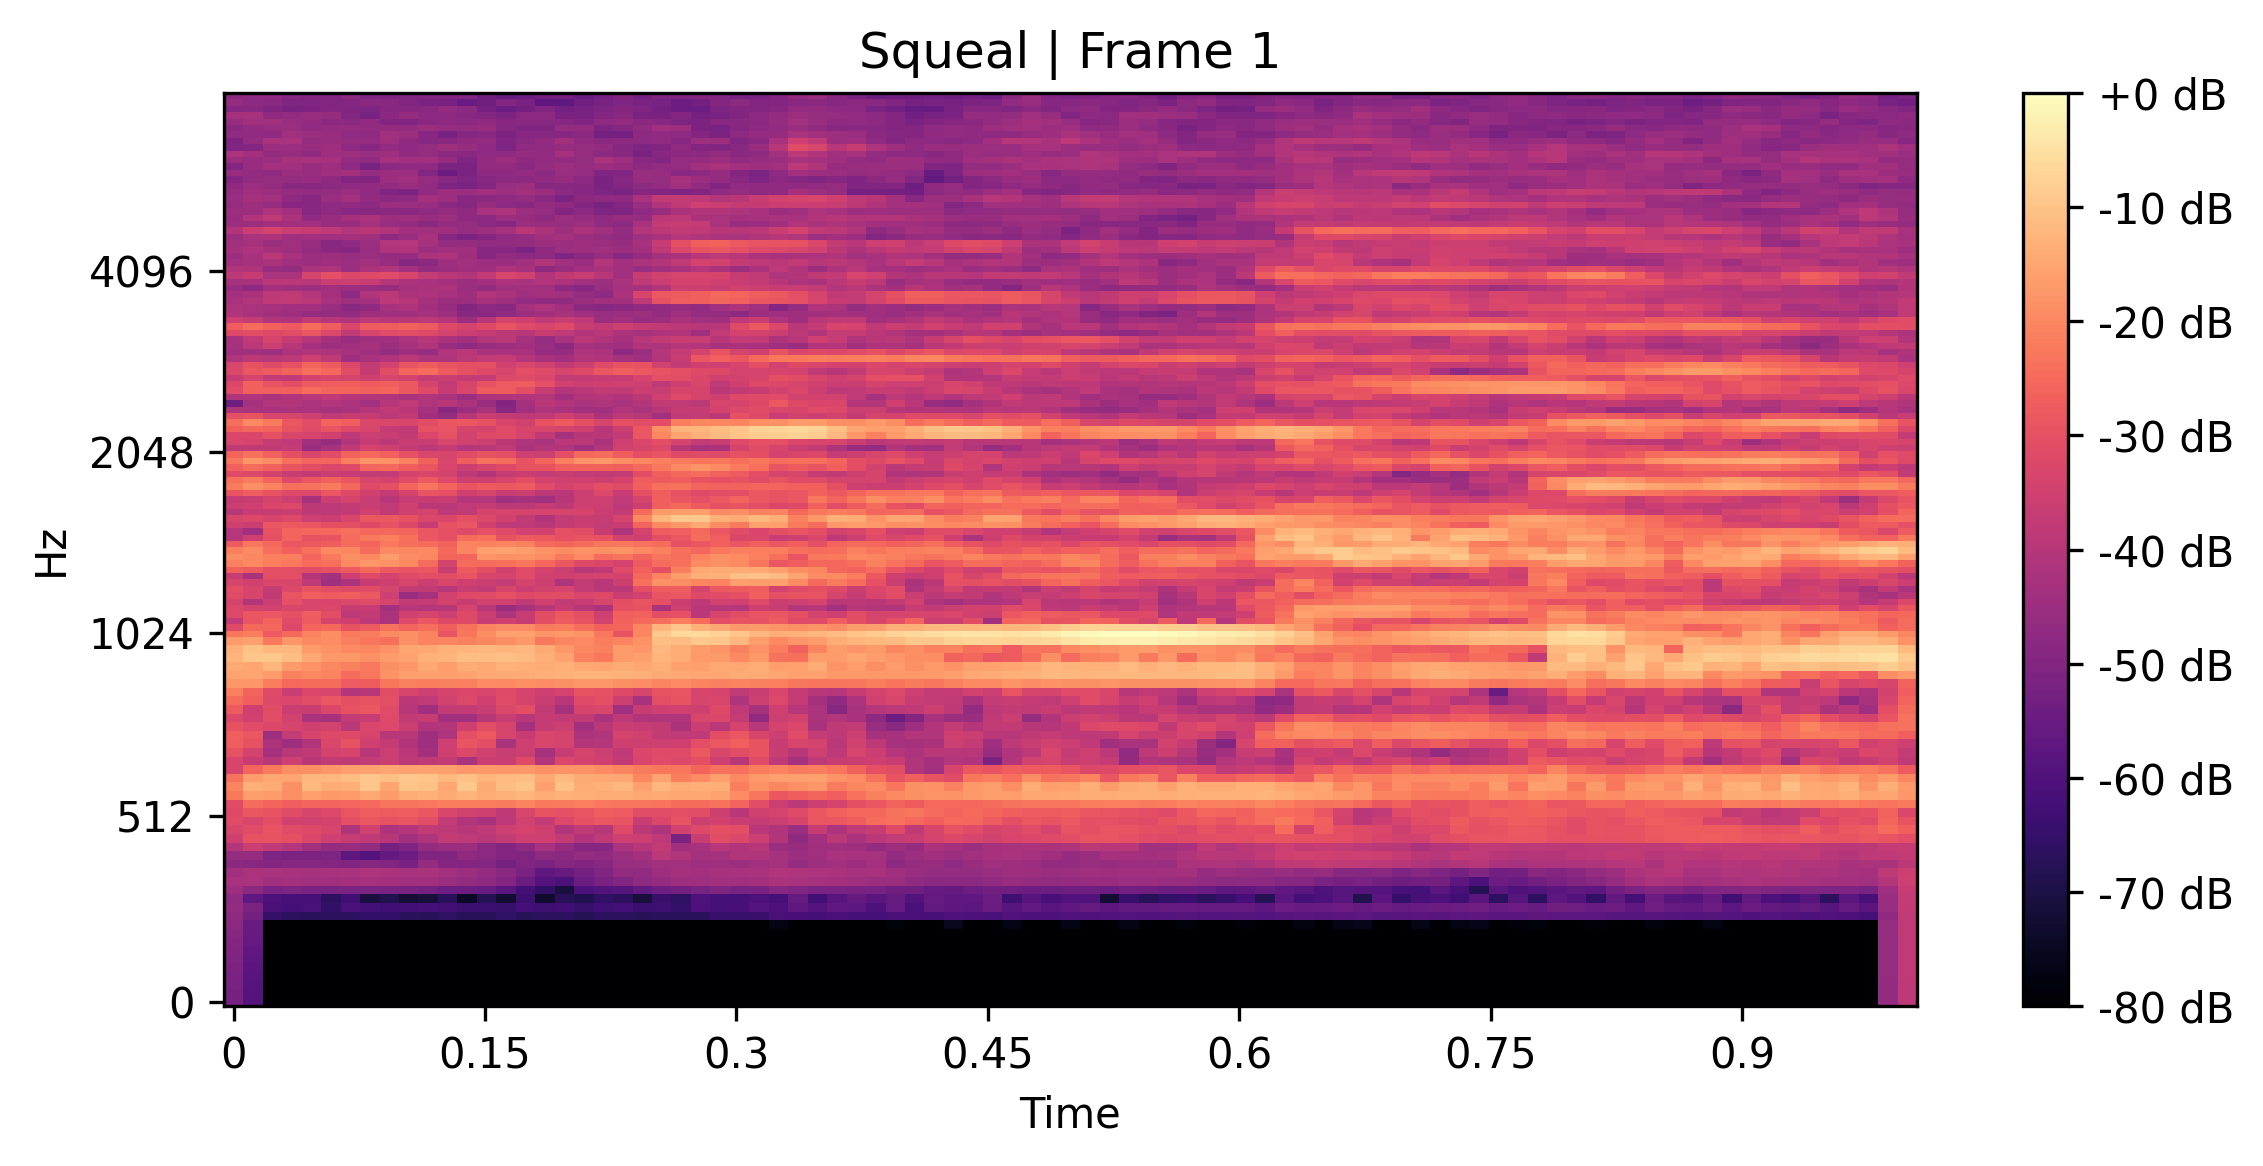 Squeal | Frame 1
+0 dB
-10 dB
-20 dB
-30 dB
-40 dB
-50 dB
-60 dB
-70 dB
-80 dB
Hz
4096
2048
1024
512
0
0 0.15 0.3 0.45 0.6 0.75 0.9
Time